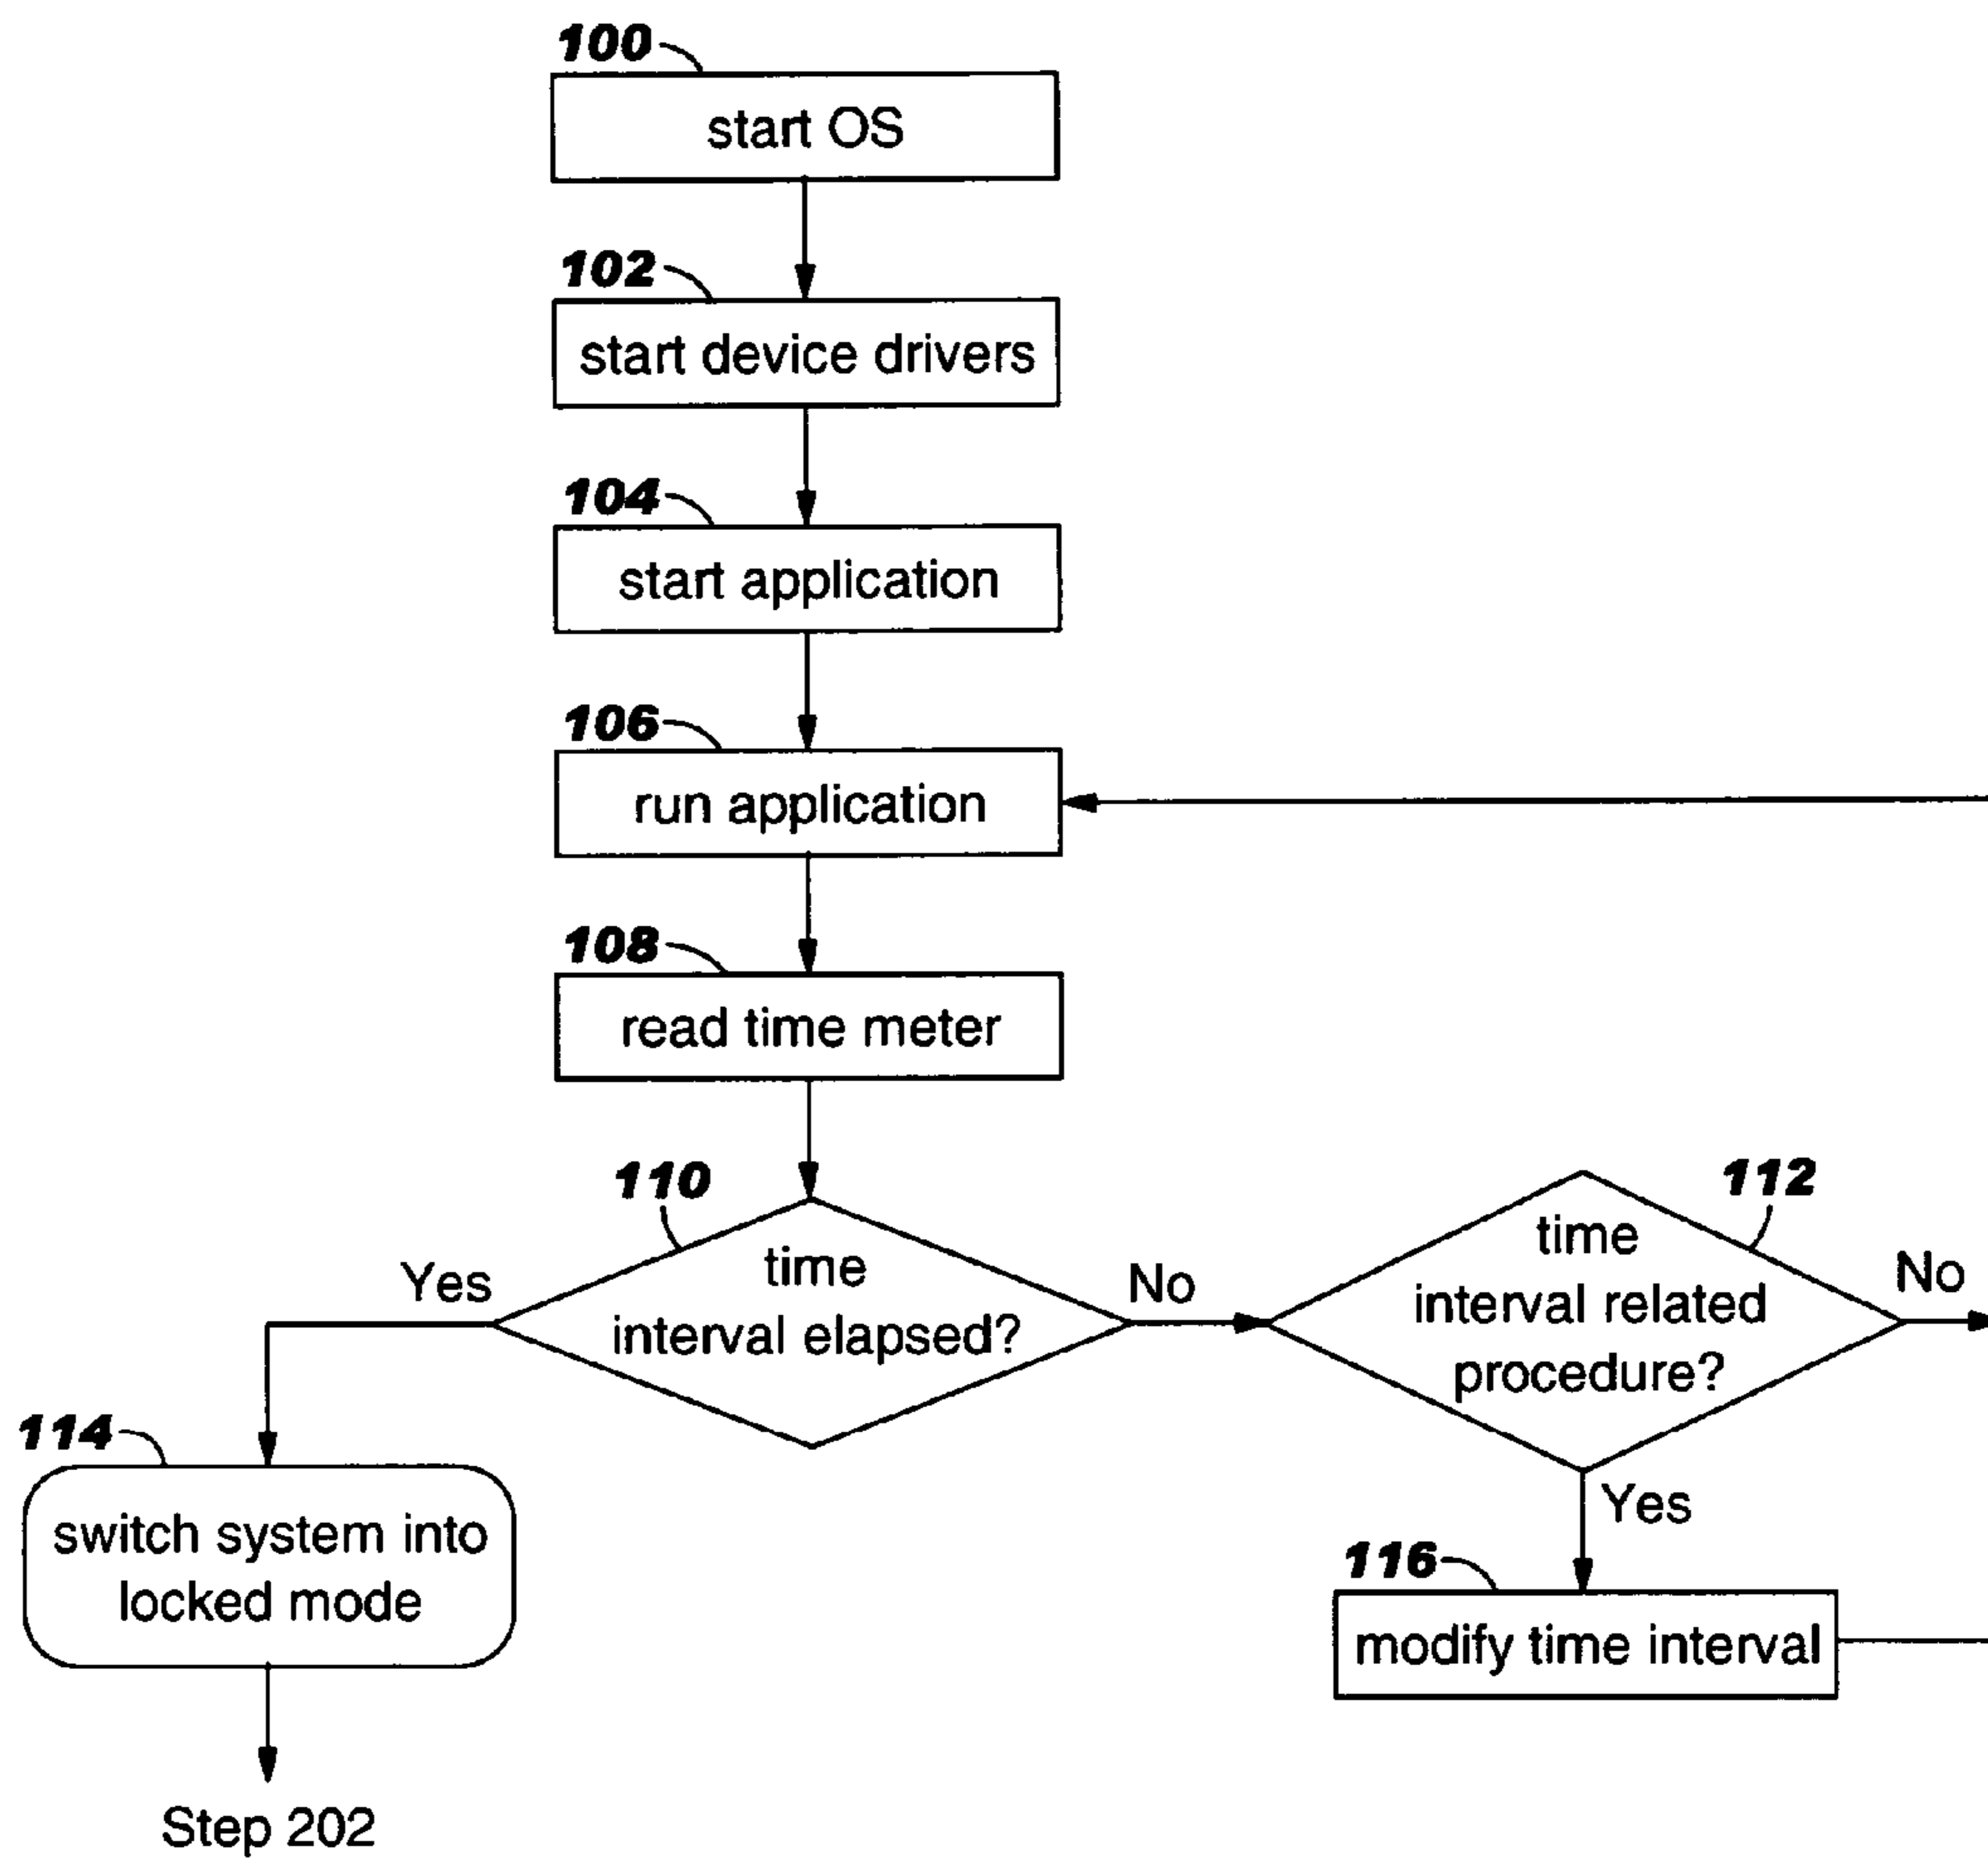 100
start OS
102
start device drivers
104
start application
106
run application
108
read time meter
110
time
interval elapsed?
Yes
No
112
time
interval related
procedure?
No
Yes
114
switch system into
locked mode
116
modify time interval
Step 202